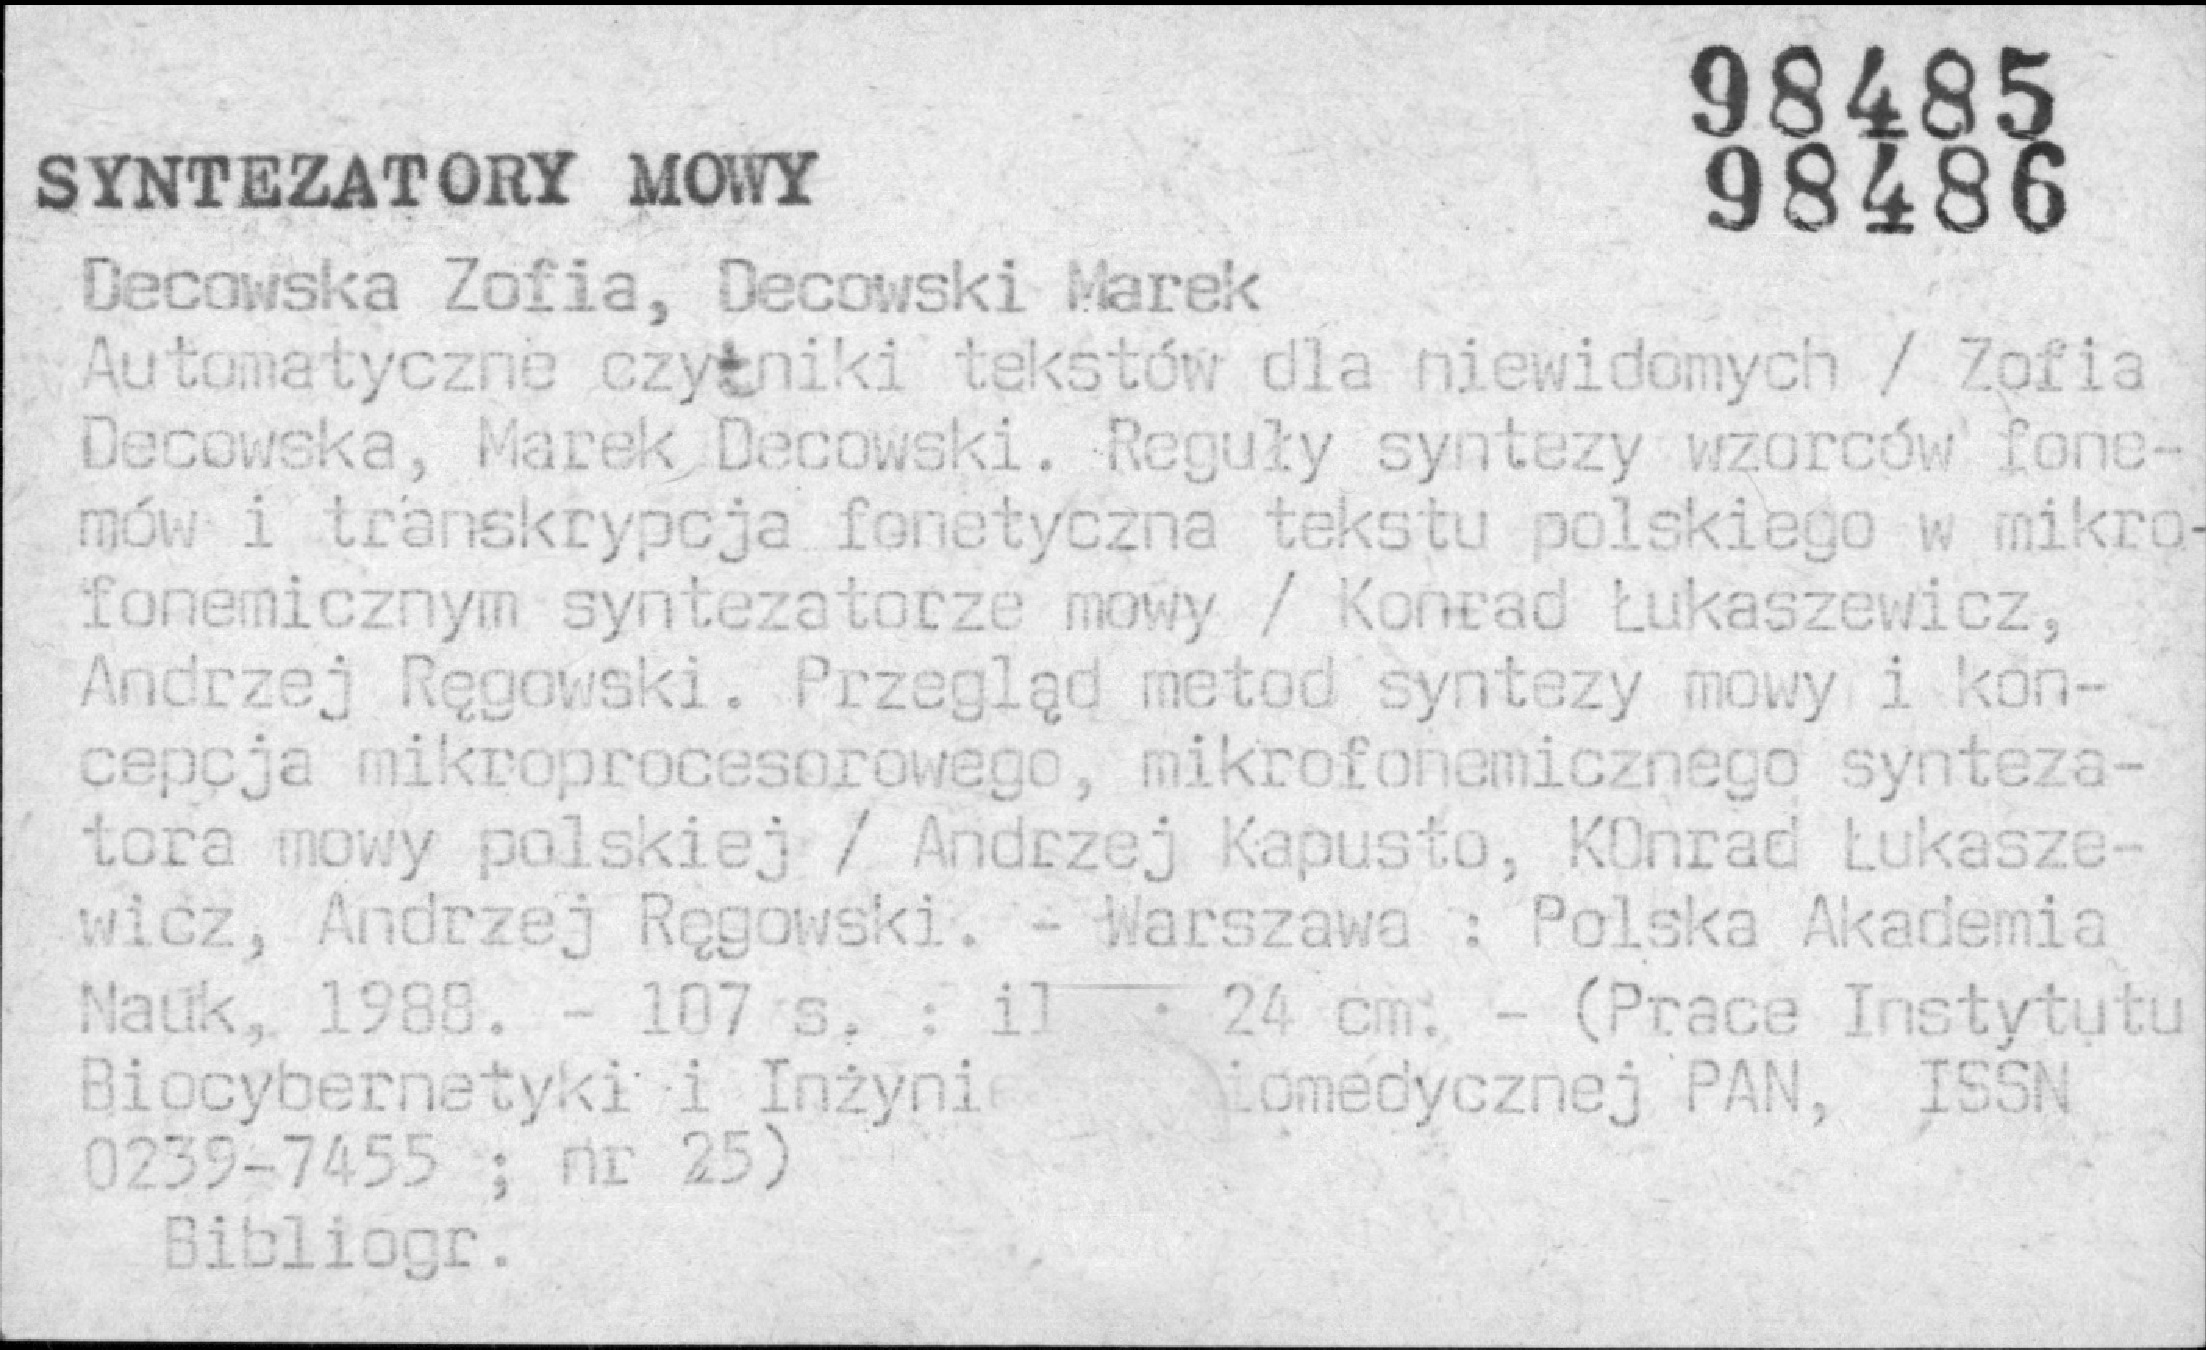 98485
98486
SYNTEZATORY MOWY
Decowska Zofia, Decowski Marek
Automatyczne czytniki tekstów dla niewidomych / Zofia
Decowska, Marek Decowski. Reguły syntezy wzorców fone-
mów i transkrypcja fonetyczna tekstu polskiego w mikro-
fonemicznym syntezatorze mowy / Konrad Łukaszewicz,
Andrzej Ręgowski. Przegląd metod syntezy mowy i kon-
cepcja mikroprocesorowego, mikrofonemicznego synteza-
tora mowy polskiej / Andrzej Kapusto, KOnrad Łukasze-
wicz, Andrzej Ręgowski. - Warszawa : Polska Akademia
Nauk, 1988. - 107 s. : il 24 cm. - (Prace Instytutu
Biocybernetyki i PAN, ISSN
0239-7455 ; nr 25)
Bibliogr.